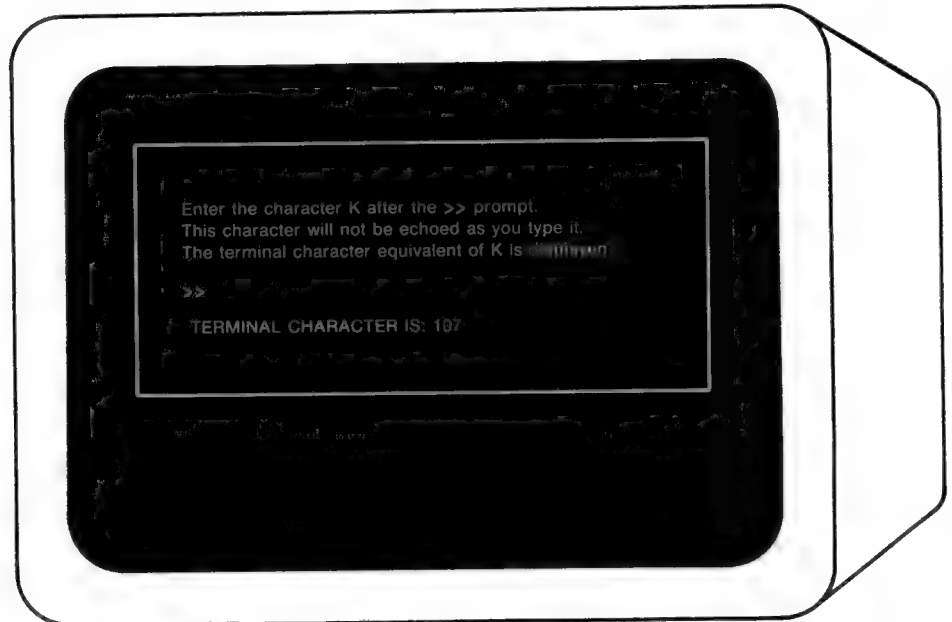 Enter the character K after the >> prompt.
This character will not be echoed as you type it.
The terminal character equivalent of K is
>>
TERMINAL CHARACTER IS: 107